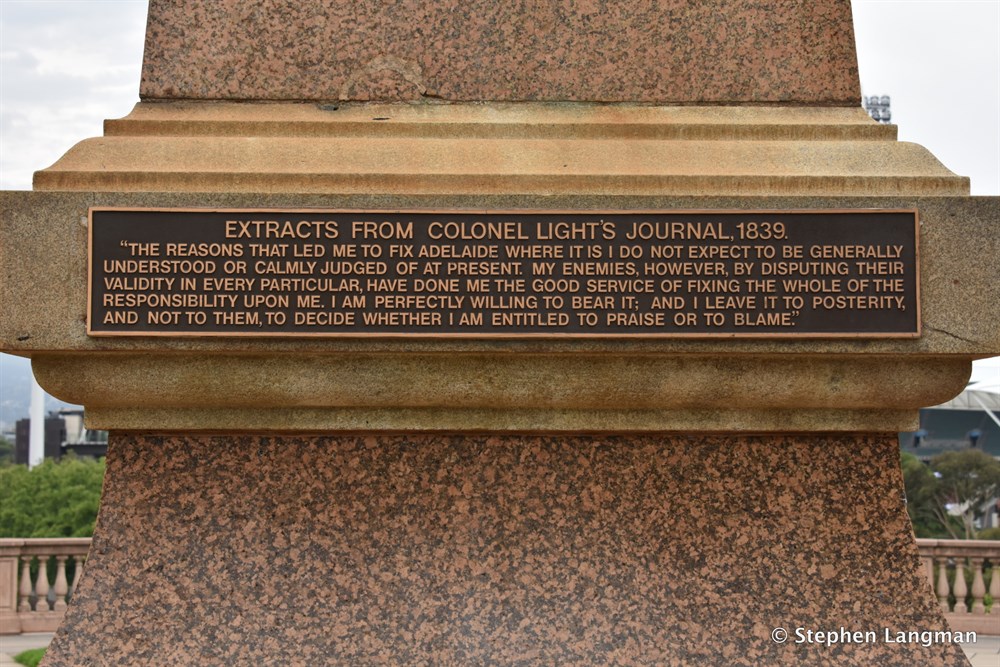 EXTRACTS FROM COLONEL LIGHT'S JOURNAL, 1839.
"THE REASONS THAT LED ME TO FIX ADELAIDE WHERE IT IS I DO NOT EXPECT TO BE GENERALLY
UNDERSTOOD OR CALMLY JUDGED OF AT PRESENT. MY ENEMIES, HOWEVER, BY DISPUTING THEIR
VALIDITY IN EVERY PARTICULAR, HAVE DONE ME THE GOOD SERVICE OF FIXING THE WHOLE OF THE
RESPONSIBILITY UPON ME. I AM PERFECTLY WILLING TO BEAR IT; AND I LEAVE IT TO POSTERITY,
AND NOT TO THEM, TO DECIDE WHETHER I AM ENTITLED TO PRAISE OR TO BLAME."
© Stephen Langman